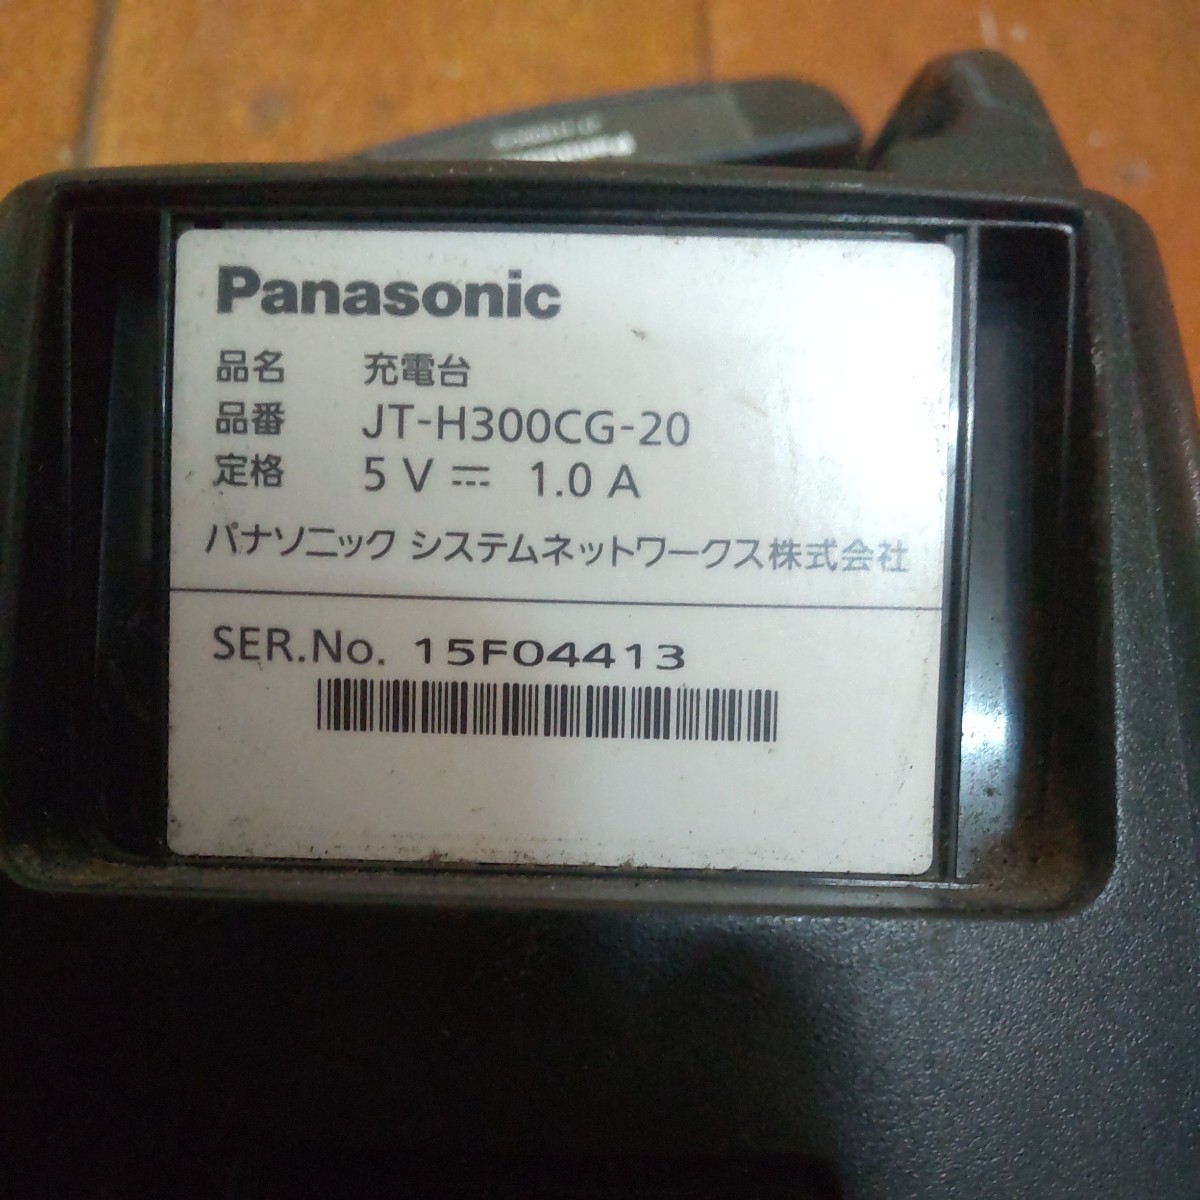 Panasonic
品名 充電台
品番 JT-H300CG-20
定格 5 V ⎓ 1.0 A
パナソニック システムネットワークス株式会社
SER.No. 15F04413